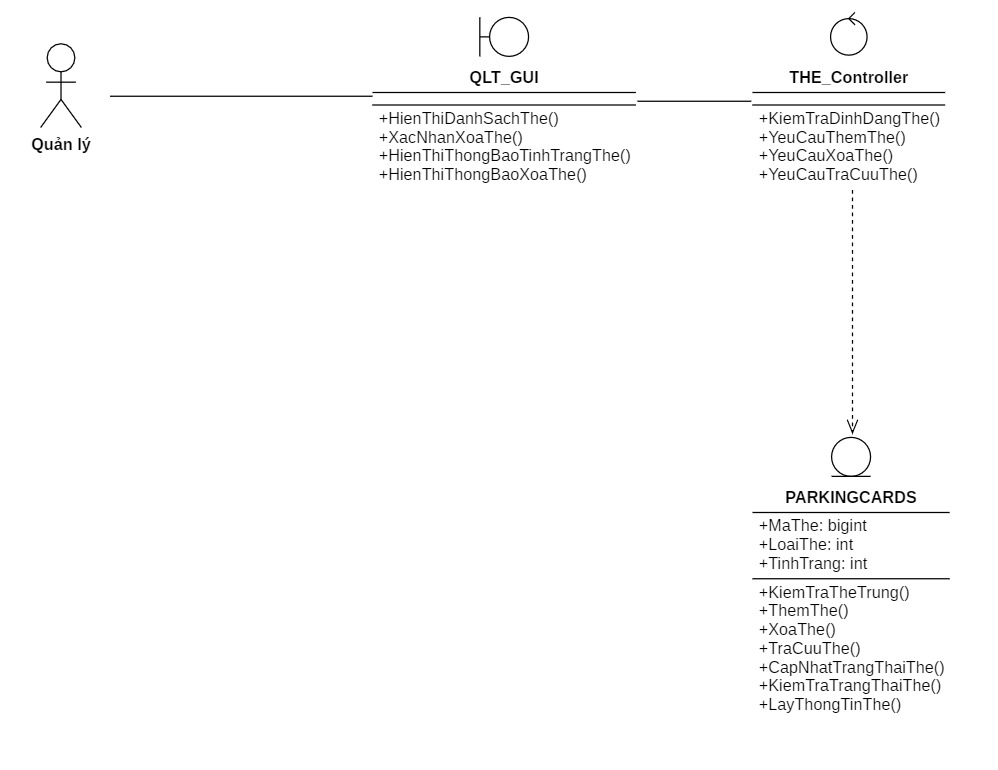 Quản lý
QLT_GUI
+HienThiDanhSachThe()
+XacNhanXoaThe()
+HienThiThongBaoTinhTrangThe()
+HienThiThongBaoXoaThe()
THE_Controller
+KiemTraDinhDangThe()
+YeuCauThemThe()
+YeuCauXoaThe()
+YeuCauTraCuuThe()
PARKINGCARDS
+MaThe: bigint
+LoaiThe: int
+TinhTrang: int
+KiemTraTheTrung()
+ThemThe()
+XoaThe()
+TraCuuThe()
+CapNhatTrangThaiThe()
+KiemTraTrangThaiThe()
+LayThongTinThe()